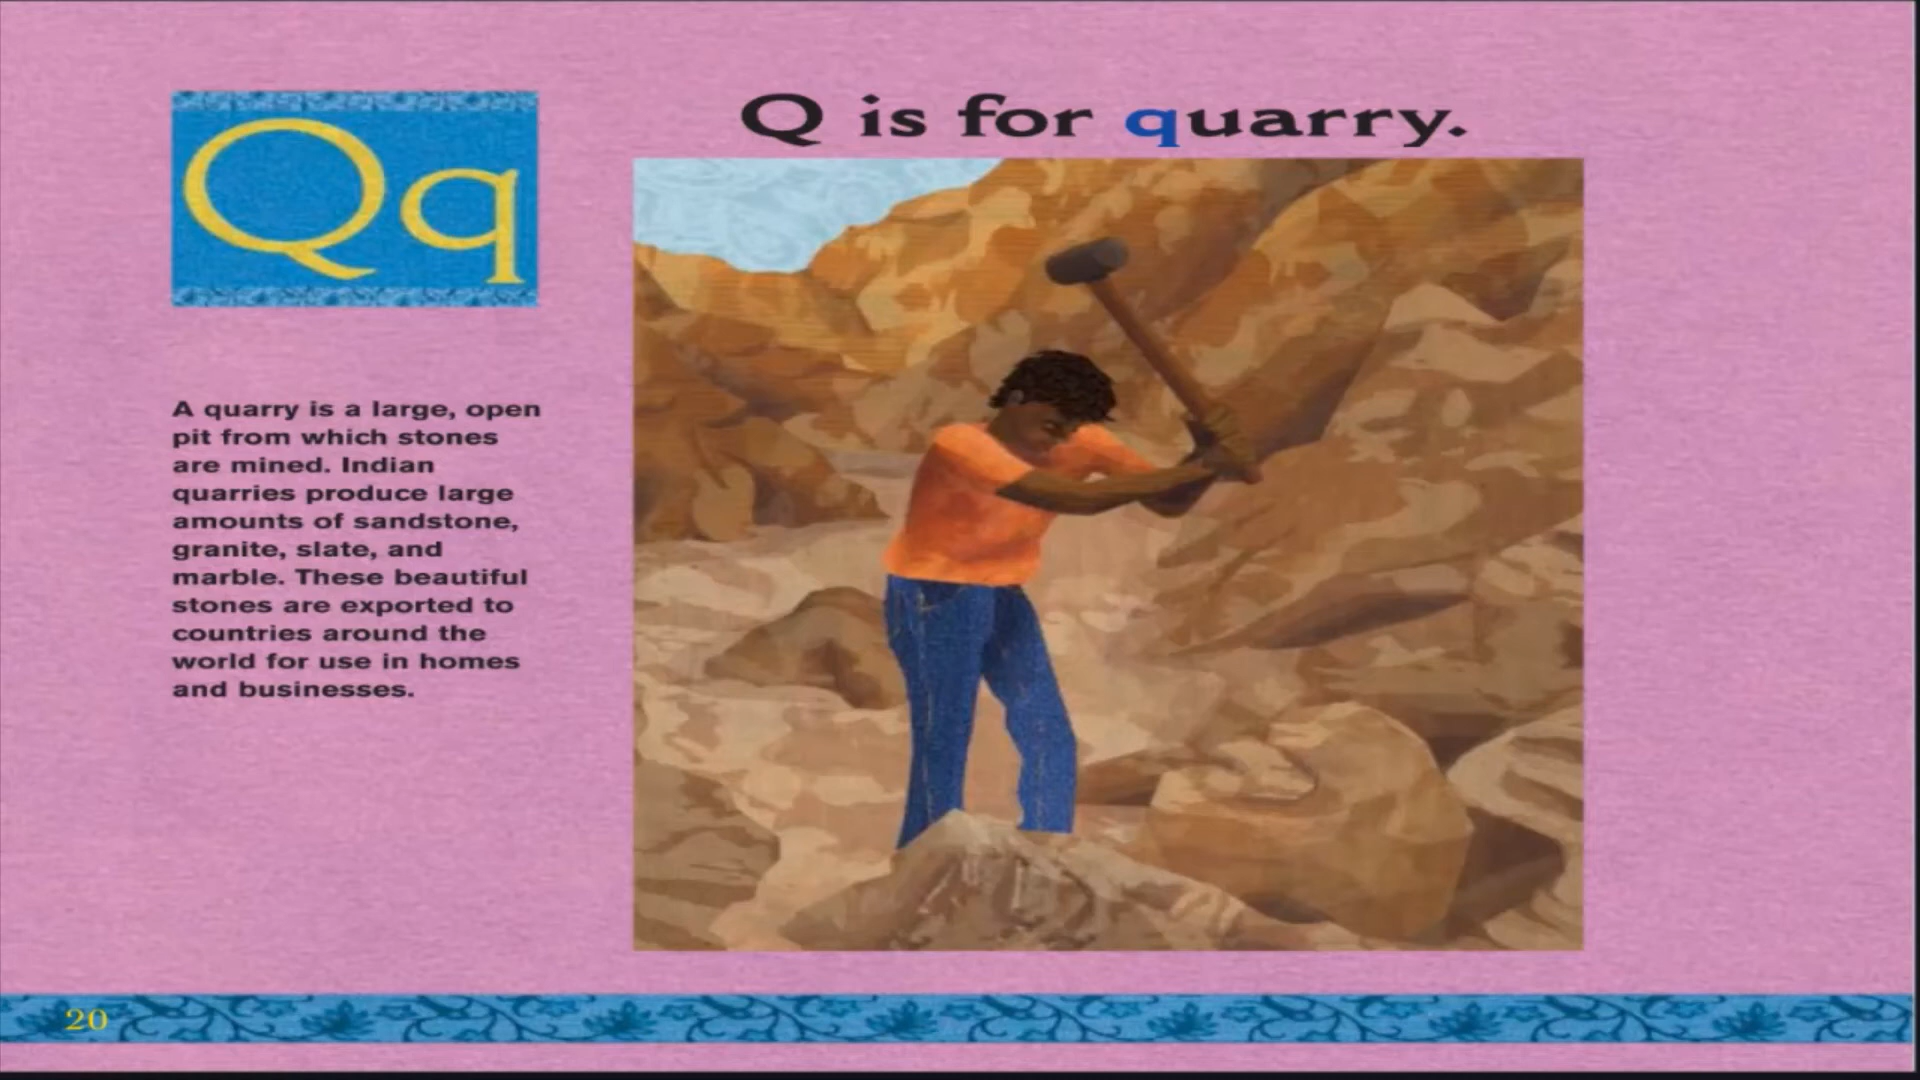 Qq
Q is for quarry.
A quarry is a large, open
pit from which stones
are mined. Indian
quarries produce large
amounts of sandstone,
granite, slate, and
marble. These beautiful
stones are exported to
countries around the
world for use in homes
and businesses.
20